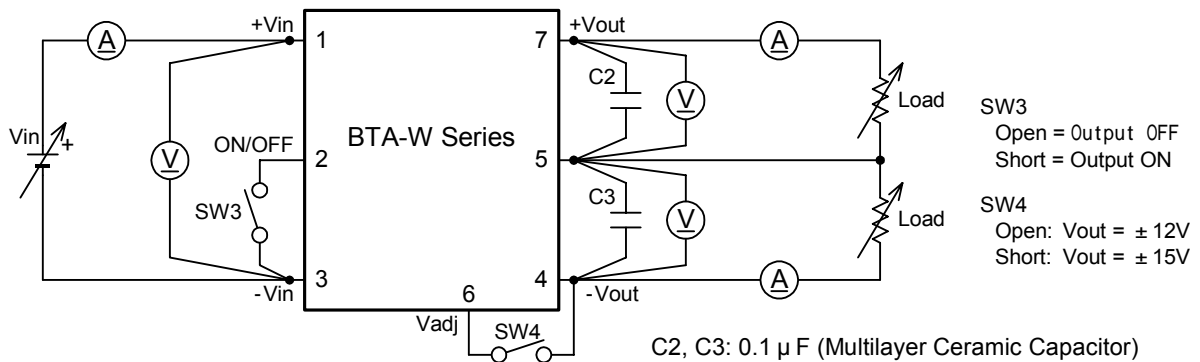 +Vin
+Vout
A
1
7
A
C2
V
Load
Vin
+
V
BTA-W Series
ON/OFF
2
5
SW3
C3
V
Load
3
4
-Vin
-Vout
6
A
Vadj
SW4
SW3
Open = Output OFF
Short = Output ON
SW4
Open: Vout = ± 12V
Short: Vout = ± 15V
C2, C3: 0.1 μ F (Multilayer Ceramic Capacitor)